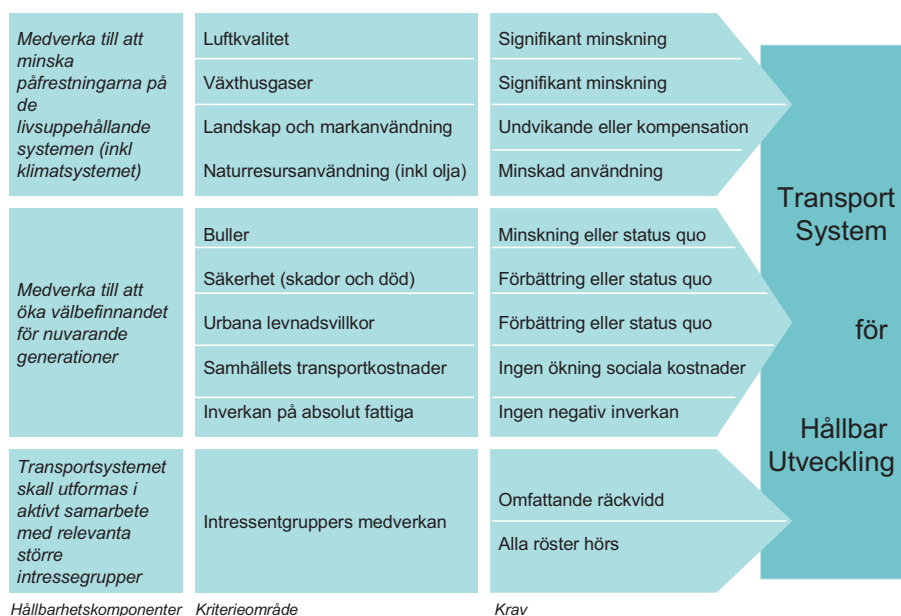 Medverka till att
minska
påfrestningarna på
de
livsuppehållande
systemen (inkl
klimatsystemet)
Luftkvalitet
Signifikant minskning
Växthusgaser
Signifikant minskning
Landskap och markanvändning
Undvikande eller kompensation
Naturresursanvändning (inkl olja)
Minskad användning
Medverka till att
öka välbefinnandet
för nuvarande
generationer
Buller
Minskning eller status quo
Säkerhet (skador och död)
Förbättring eller status quo
Urbana levnadsvillkor
Förbättring eller status quo
Samhällets transportkostnader
Ingen ökning sociala kostnader
Inverkan på absolut fattiga
Ingen negativ inverkan
Transportsystemet
skall utformas i
aktivt samarbete
med relevanta
större
intressegrupper
Intressentgruppers medverkan
Omfattande räckvidd
Alla röster hörs
Transport
System
för
Hållbar
Utveckling
Hållbarhetskomponenter
Kriterieområde
Krav